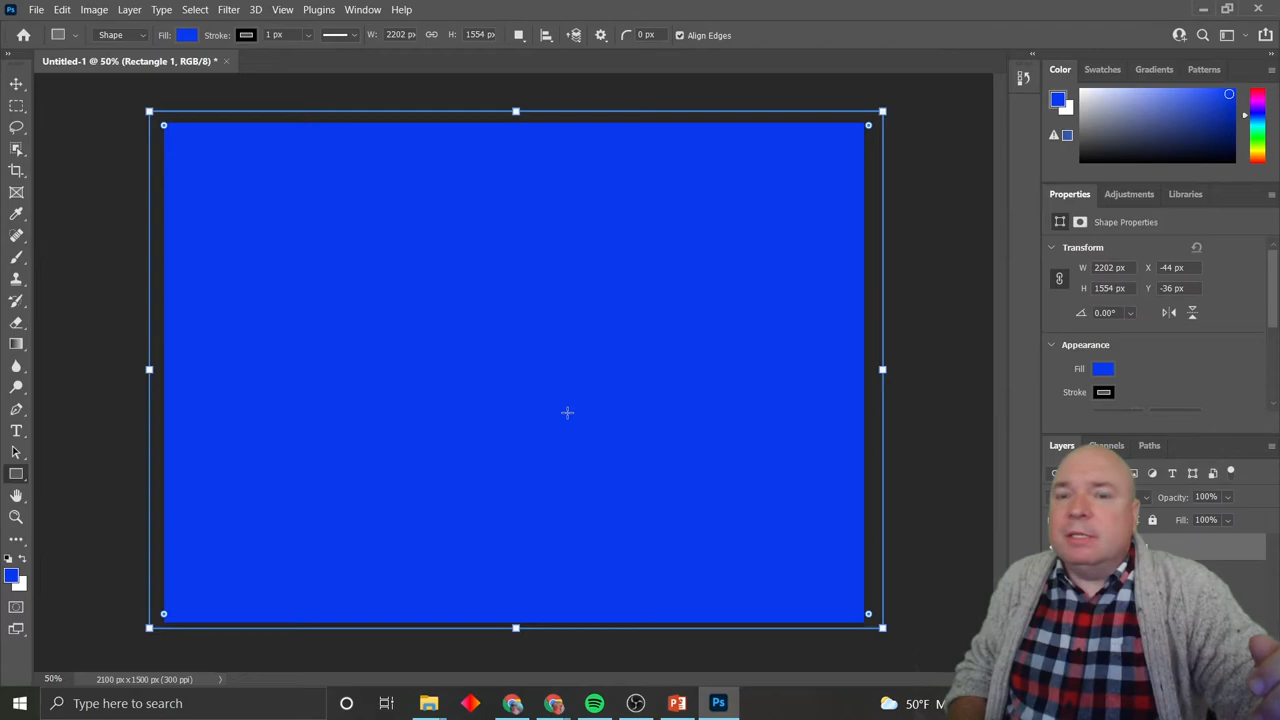 Ps File Edit Image Layer Type Select Filter 3D View Plugins Window Help
Shape Fill: Stroke: 1 px W: 2202 px H: 1554 px 0 px Align Edges
Untitled-1 @ 50% (Rectangle 1, RGB/8) *
Color Swatches Gradients Patterns
Properties Adjustments Libraries
Shape Properties
Transform
W 2202 px X -44 px
H 1554 px Y -36 px
0.00°
Appearance
Fill
Stroke
Layers Channels Paths
Opacity: 100%
Fill: 100%
50% 2100 px x 1500 px (300 ppi)
Type here to search
Ps
50°F